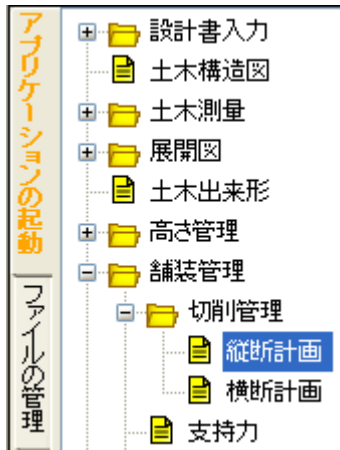 アプリケーションの起動
ファイルの管理
設計書入力
土木構造図
土木測量
展開図
土木出来形
高さ管理
舗装管理
切削管理
縦断計画
横断計画
支持力